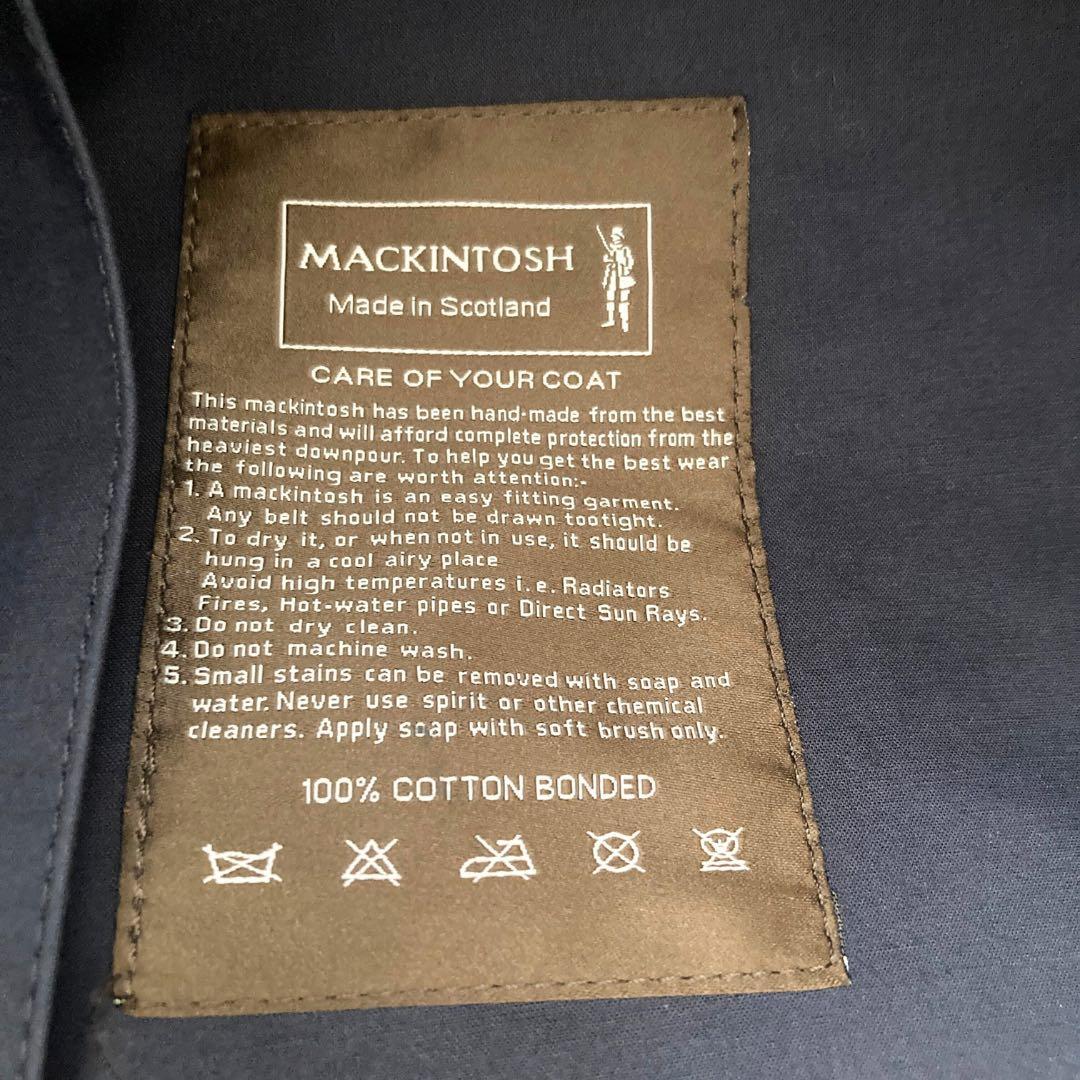 MACKINTOSH
Made in Scotland
CARE OF YOUR COAT
This mackintosh has been hand-made from the best
materials and will afford complete protection from the
heaviest downpour. To help you get the best wear
the following are worth attention:-
1. A mackintosh is an easy fitting garment.
Any belt should not be drawn too tight.
2. To dry it, or when not in use, it should be
hung in a cool airy place
Avoid high temperatures i.e. Radiators
Fires, Hot-water pipes or Direct Sun Rays.
3. Do not dry clean.
4. Do not machine wash.
5. Small stains can be removed with soap and
water. Never use spirit or other chemical
cleaners. Apply soap with soft brush only.
100% COTTON BONDED